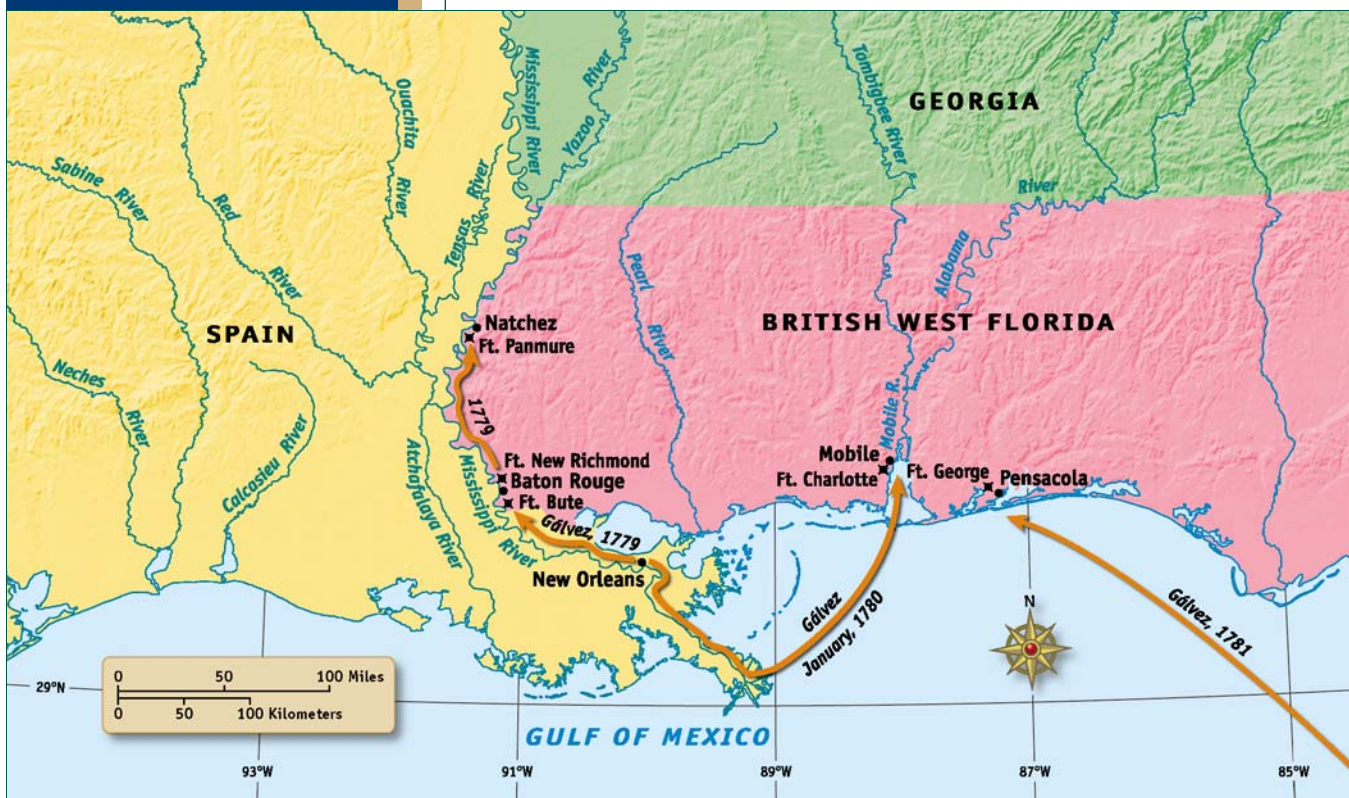 Ouachita
River
Mississippi River
Yazoo River
Tombigbee River
GEORGIA
Sabine River
Red
River
Tensas River
River
Alabama
Pearl
River
SPAIN
Natchez
Ft. Panmure
BRITISH WEST FLORIDA
Neches
River
Calcasieu River
1779
Atchafalaya River
Mississippi River
Ft. New Richmond
Baton Rouge
Ft. Bute
Mobile R.
Mobile
Ft. Charlotte
Ft. George
Pensacola
Gálvez, 1779
New Orleans
Gálvez
January, 1780
N
Gálvez, 1781
0 50 100 Miles
0 50 100 Kilometers
29°N
GULF OF MEXICO
93°W 91°W 89°W 87°W 85°W